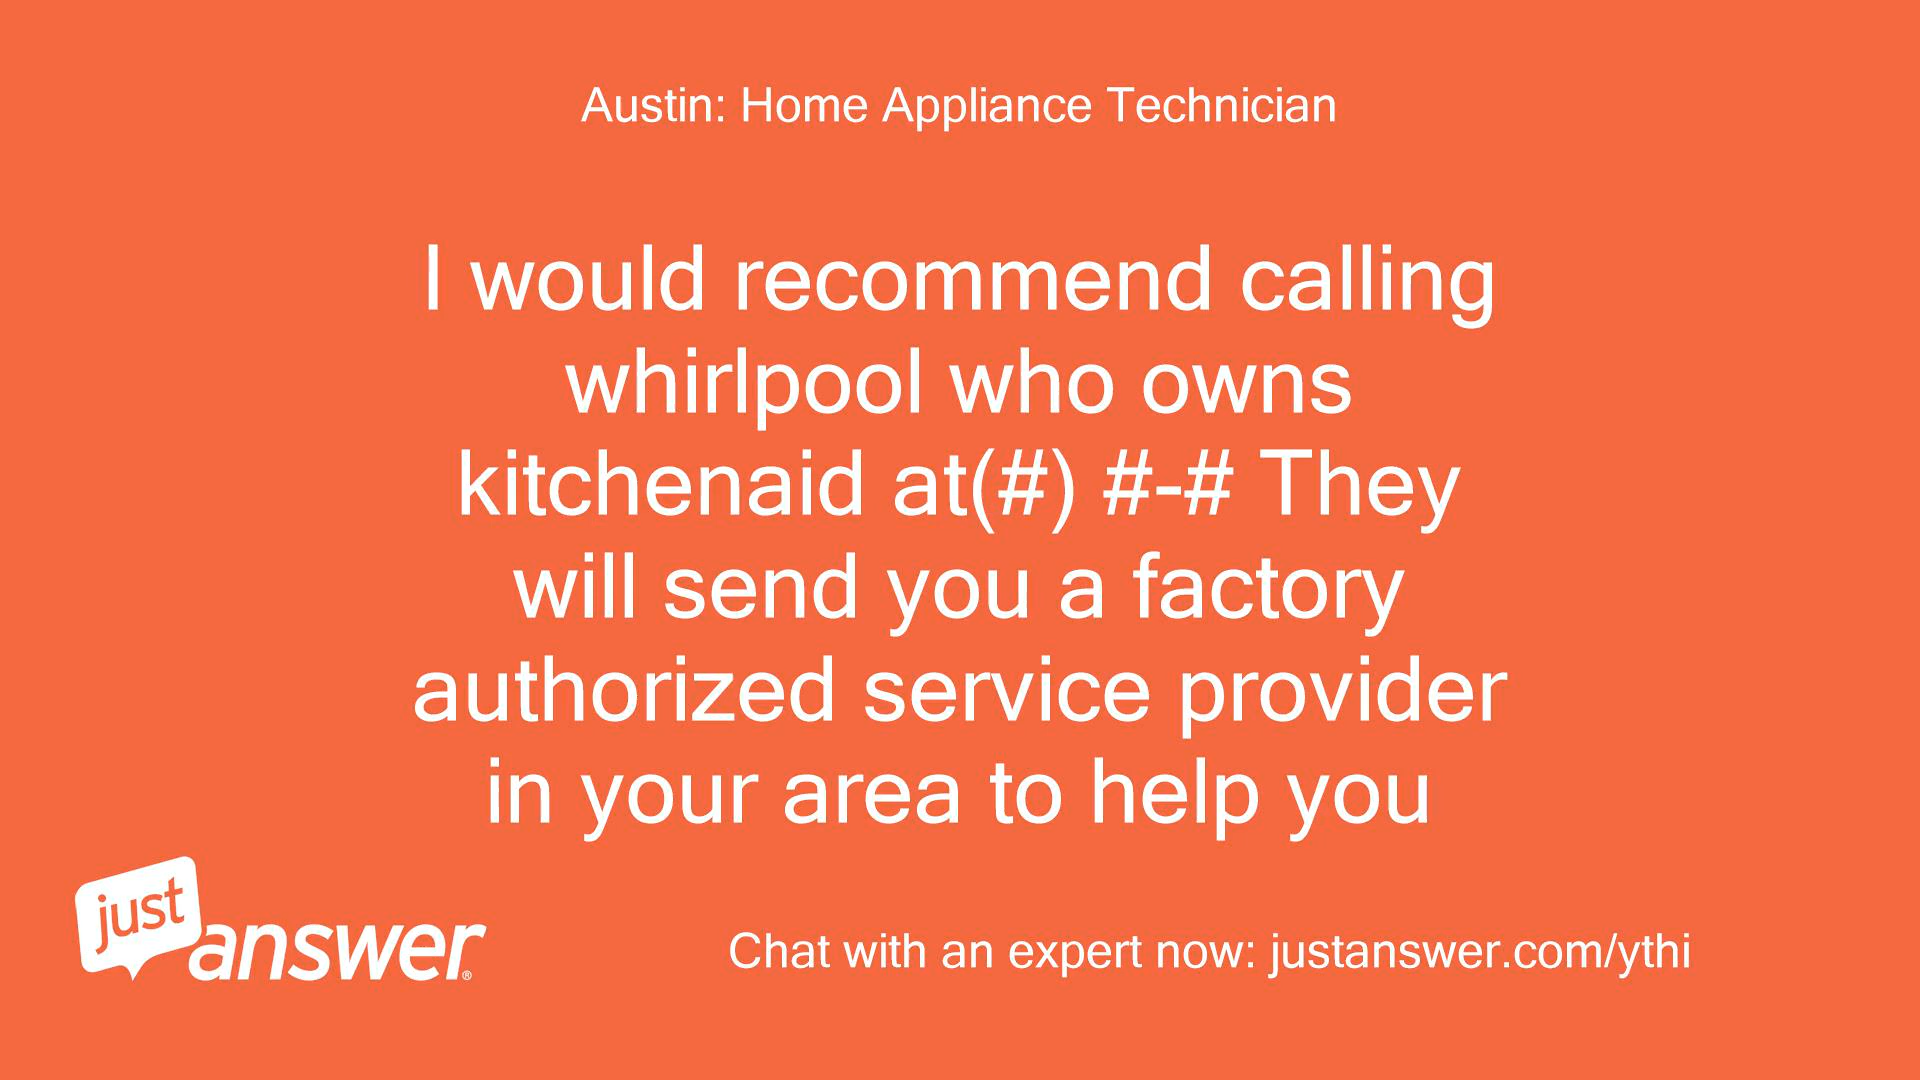 Austin: Home Appliance Technician
I would recommend calling
whirlpool who owns
kitchenaid at(#) #-# They
will send you a factory
authorized service provider
in your area to help you
just
answer®
Chat with an expert now: justanswer.com/ythi